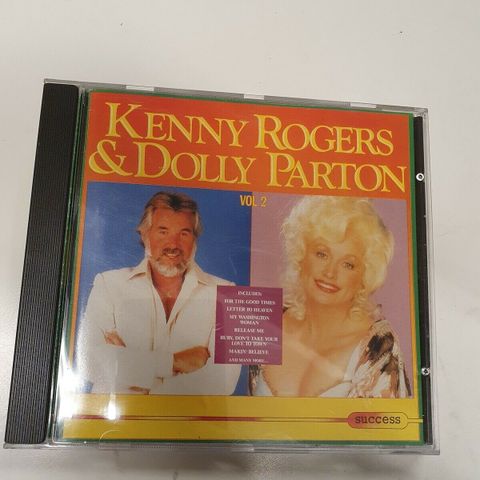 KENNY ROGERS
& DOLLY PARTON
VOL 2
INCLUDES:
FOR THE GOOD TIMES
LETTER TO HEAVEN
MY WASHINGTON
WOMAN
RELEASE ME
RUBY, DON'T TAKE YOUR
LOVE TO TOWN
MAKIN' BELIEVE
AND MANY MORE...
success